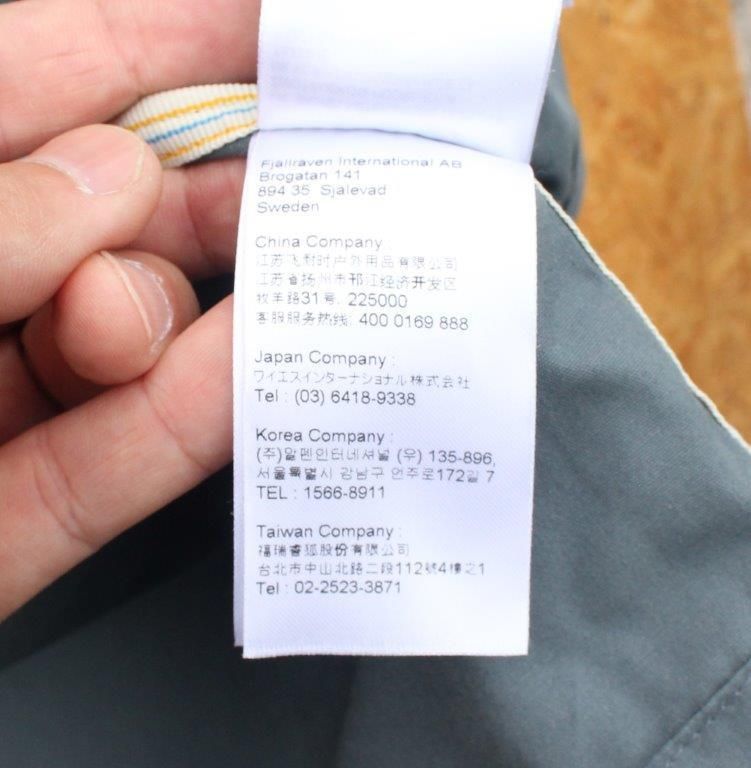 Fjallraven International AB
Brogatan 141
894 35 Sjalevad
Sweden
China Company :
江苏飞耐时户外用品有限公司
江苏省扬州市邗江经济开发区
牧羊路31号, 225000
客服服务热线: 400 0169 888
Japan Company :
ワイエスインターナショナル株式会社
Tel : (03) 6418-9338
Korea Company :
(주)알펜인터네셔널 (우) 135-896,
서울특별시 강남구 언주로172길 7
TEL : 1566-8911
Taiwan Company :
福瑞睿狐股份有限公司
台北市中山北路二段112號4樓之1
Tel : 02-2523-3871